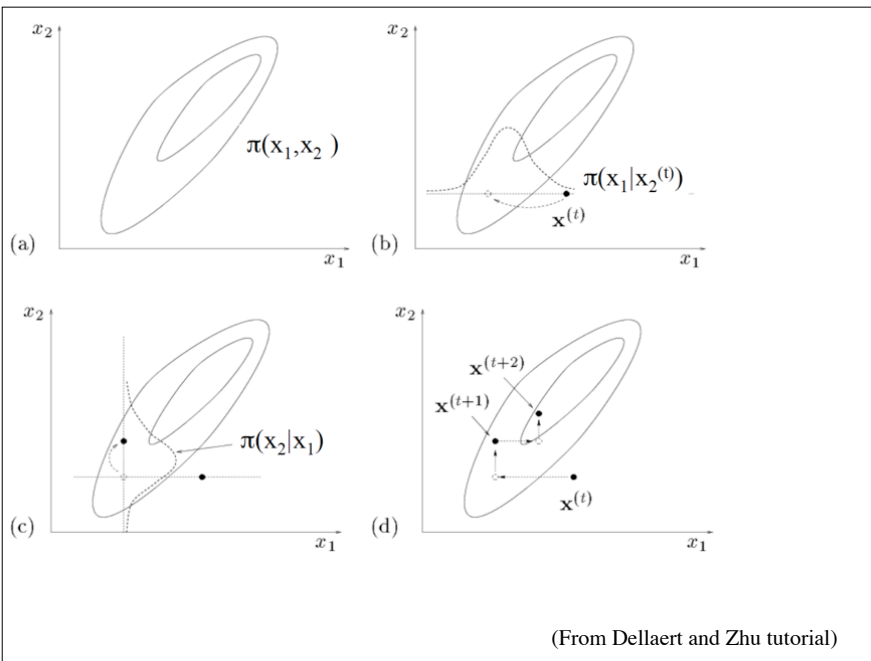 x₂
π(x₁,x₂ )
(a)
x₁
x₂
π(x₁|x₂⁽ᵗ⁾)
x⁽ᵗ⁾
(b)
x₁
x₂
π(x₂|x₁)
(c)
x₁
x₂
x⁽ᵗ⁺²⁾
x⁽ᵗ⁺¹⁾
x⁽ᵗ⁾
(d)
x₁
(From Dellaert and Zhu tutorial)